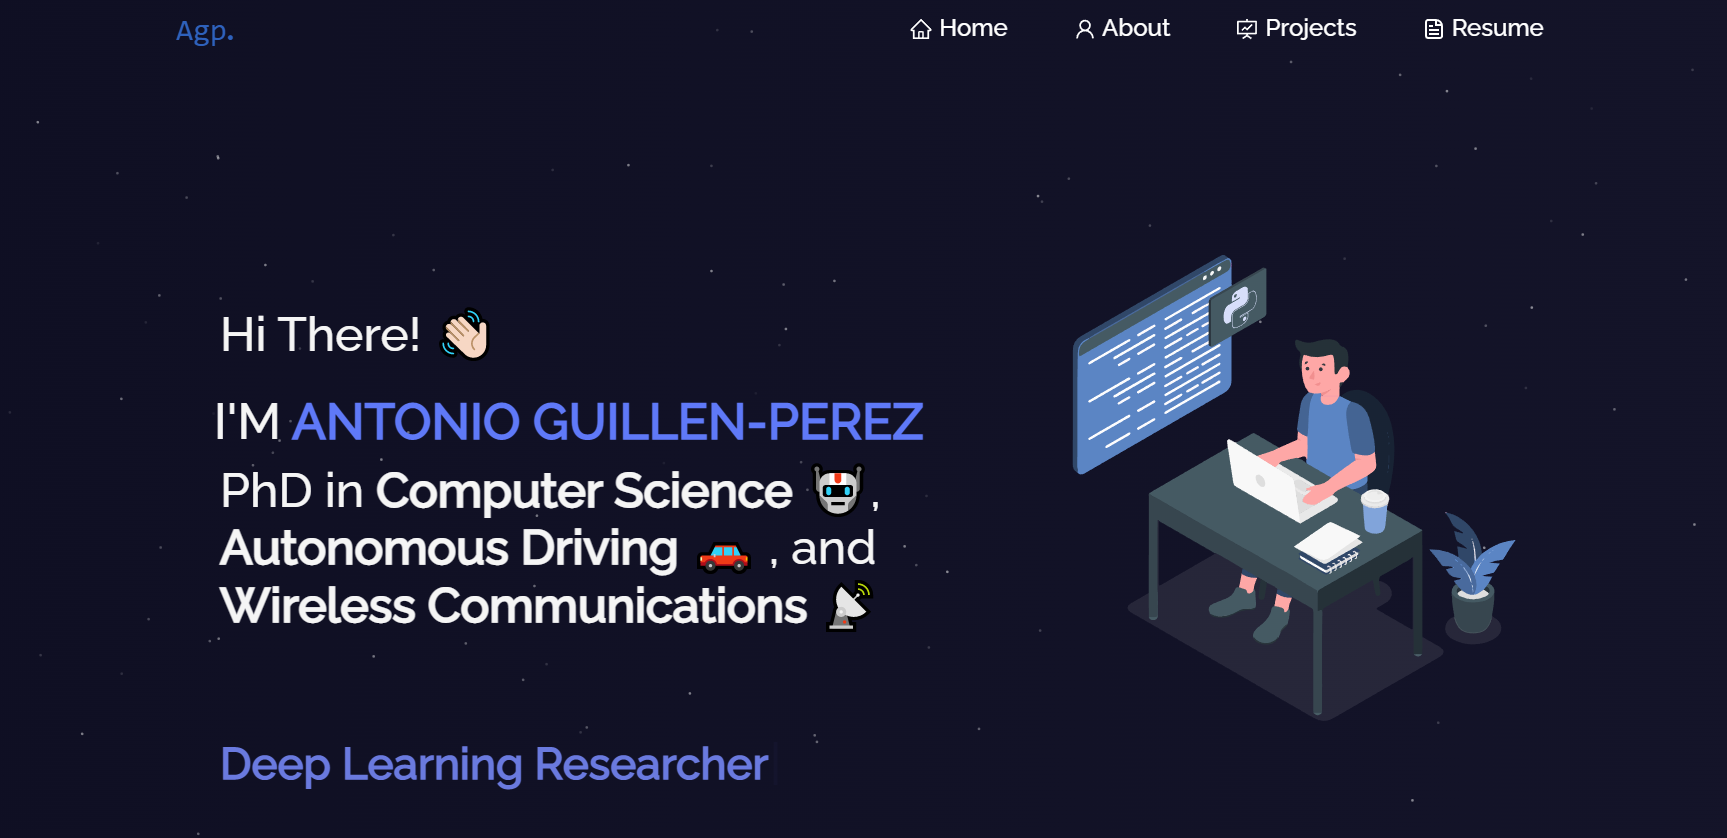 Agp.
Home About Projects Resume
Hi There! 👋🏻
I'M ANTONIO GUILLEN-PEREZ
PhD in Computer Science 🤖 ,
Autonomous Driving 🚗 , and
Wireless Communications 📡
Deep Learning Researcher